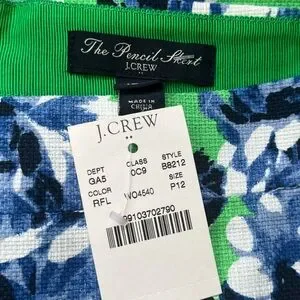 The Pencil Skirt
J.CREW
MADE IN
CHINA
J.CREW
DEPT CLASS STYLE
GA5 0C9 B8212
COLOR SIZE
RFL WO4540 P12
99103702790